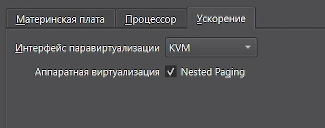 Материнская плата Процессор Ускорение
Интерфейс паравиртуализации KVM
Аппаратная виртуализация Nested Paging